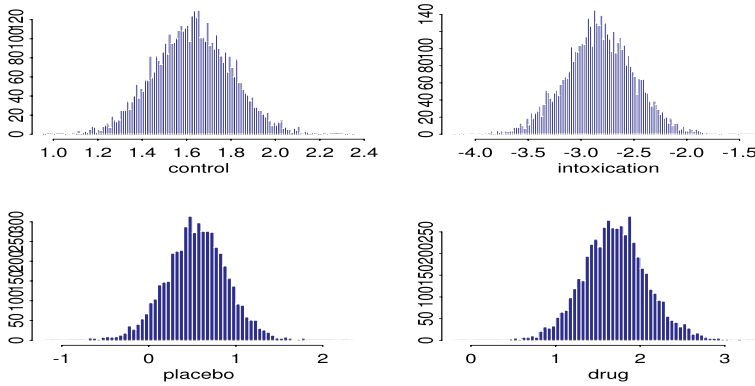 0 20 40 60 80 100 120
1.0 1.2 1.4 1.6 1.8 2.0 2.2 2.4
control
0 20 40 60 80 100 140
-4.0 -3.5 -3.0 -2.5 -2.0 -1.5
intoxication
0 50 100 150 200 250 300
-1 0 1 2
placebo
0 50 100 150 200 250
0 1 2 3
drug